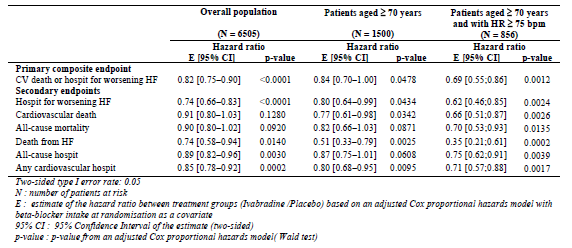 Overall population Patients aged ≥ 70 years Patients aged ≥ 70 years and with HR ≥ 75 bpm
(N = 6505) (N = 1500) (N = 856)
Hazard ratio Hazard ratio Hazard ratio
E [95% CI] p-value E [95% CI] p-value E [95% CI] p-value
Primary composite endpoint
CV death or hospit for worsening HF 0.82 [0.75–0.90] <0.0001 0.84 [0.70–1.00] 0.0478 0.69 [0.55;0.86] 0.0012
Secondary endpoints
Hospit for worsening HF 0.74 [0.66–0.83] <0.0001 0.80 [0.64–0.99] 0.0434 0.62 [0.46;0.85] 0.0024
Cardiovascular death 0.91 [0.80–1.03] 0.1280 0.77 [0.61–0.98] 0.0342 0.66 [0.51;0.87] 0.0026
All-cause mortality 0.90 [0.80–1.02] 0.0920 0.82 [0.66–1.03] 0.0871 0.70 [0.53;0.93] 0.0135
Death from HF 0.74 [0.58–0.94] 0.0140 0.51 [0.33–0.79] 0.0025 0.35 [0.21;0.61] 0.0002
All-cause hospit 0.89 [0.82–0.96] 0.0030 0.87 [0.75–1.01] 0.0608 0.75 [0.62;0.91] 0.0039
Any cardiovascular hospit 0.85 [0.78–0.92] 0.0002 0.80 [0.68–0.95] 0.0095 0.71 [0.57;0.88] 0.0017
Two-sided type I error rate: 0.05
N : number of patients at risk
E : estimate of the hazard ratio between treatment groups (Ivabradine /Placebo) based on an adjusted Cox proportional hazards model with
beta-blocker intake at randomisation as a covariate
95% CI : 95% Confidence Interval of the estimate (two-sided)
p-value : p-value from an adjusted Cox proportional hazards model( Wald test)